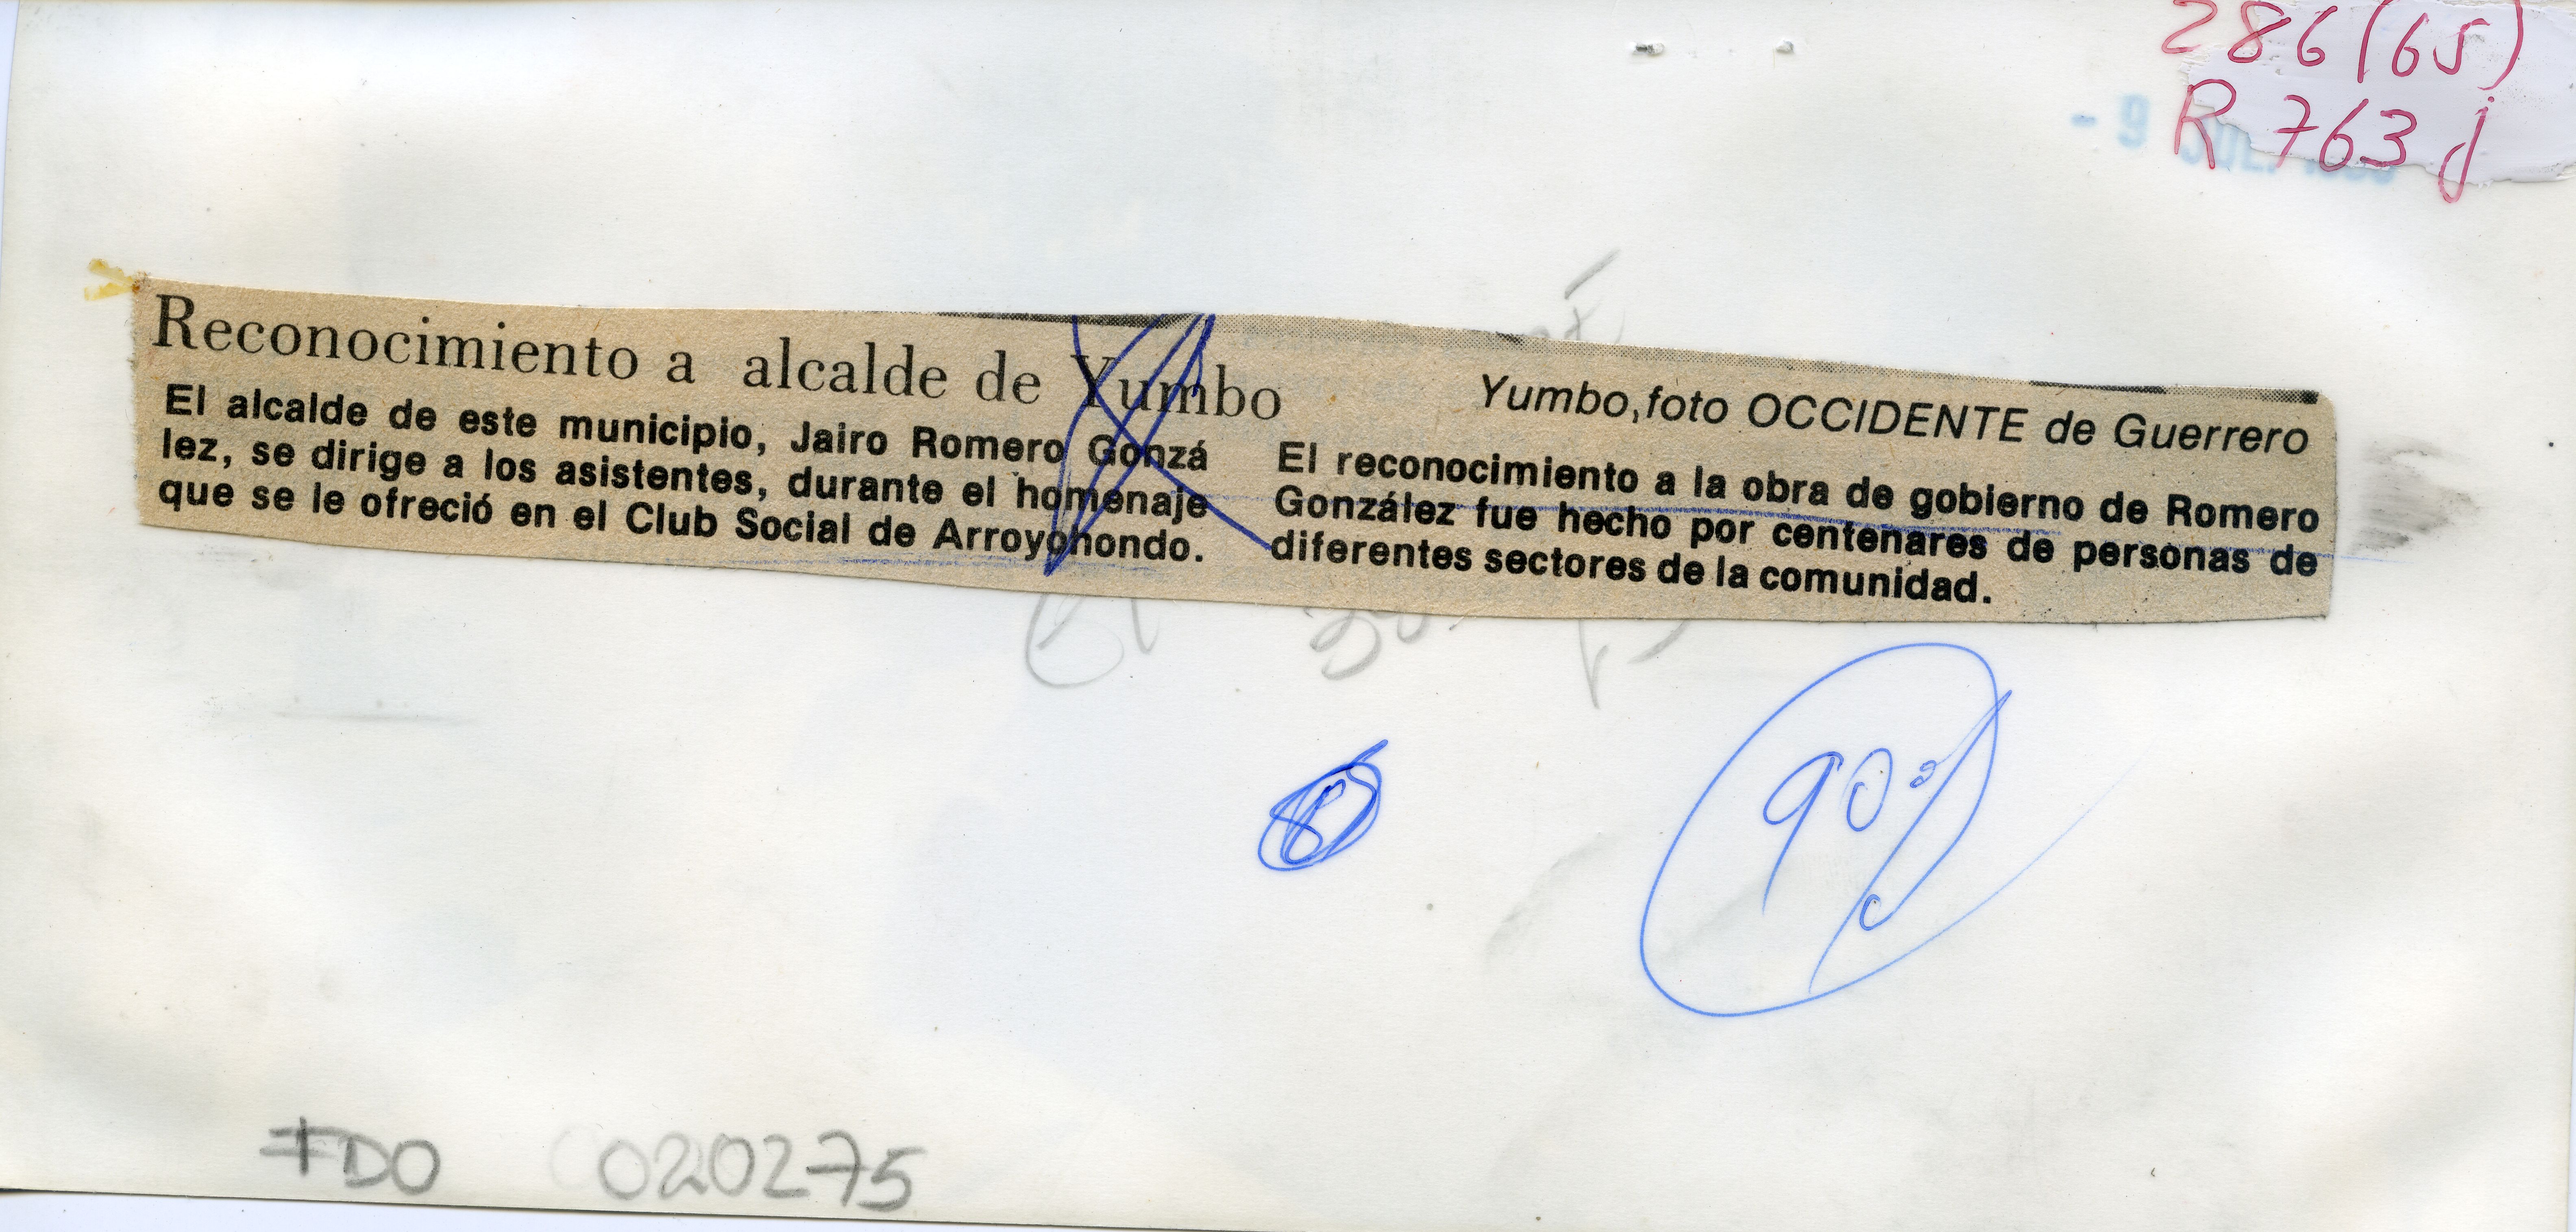 286(65)
R 763j
- 9
Reconocimiento a alcalde de Yumbo
El alcalde de este municipio, Jairo Romero Gonzá
lez, se dirige a los asistentes, durante el homenaje
que se le ofreció en el Club Social de Arroyohondo.
Yumbo, foto OCCIDENTE de Guerrero
El reconocimiento a la obra de gobierno de Romero
González fue hecho por centenares de personas de
diferentes sectores de la comunidad.
90%
FDO 020275